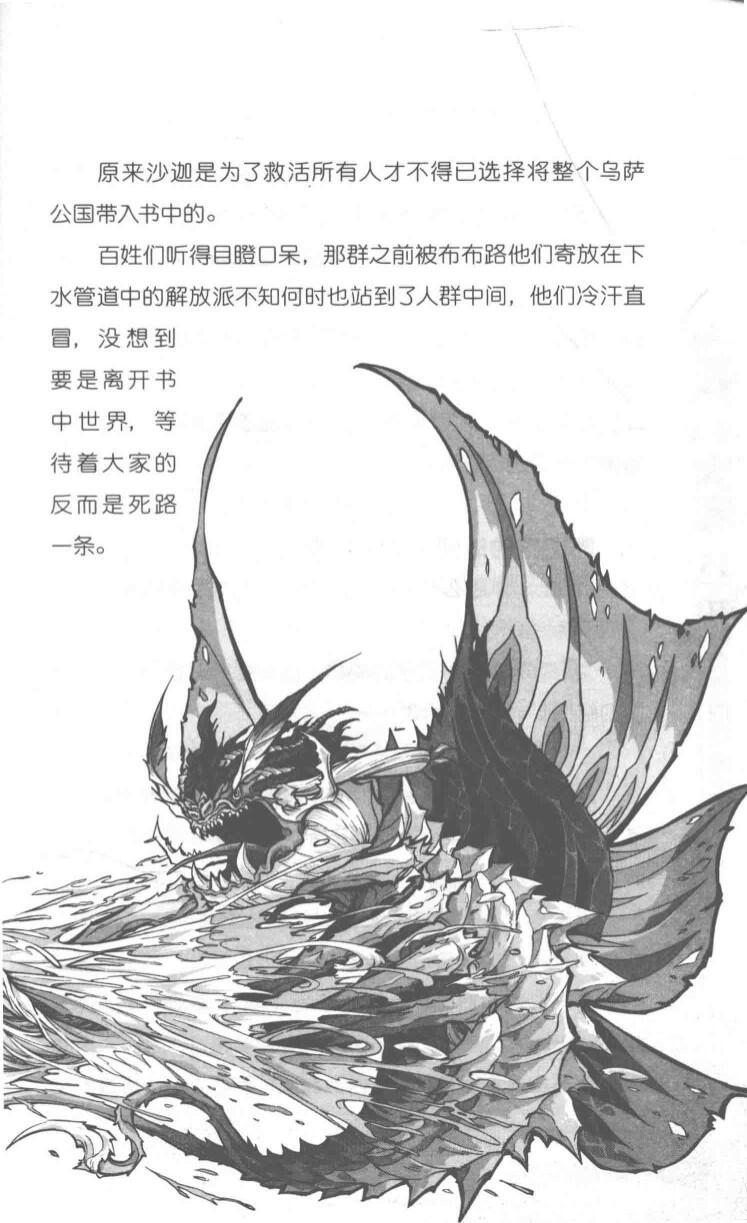 原来沙迦是为了救活所有人才不得已选择将整个乌萨
公国带入书中的。
百姓们听得目瞪口呆，那群之前被布布路他们寄放在下
水管道中的解放派不知何时也站到了人群中间，他们冷汗直
冒，没想到
要是离开书
中世界，等
待着大家的
反而是死路
一条。